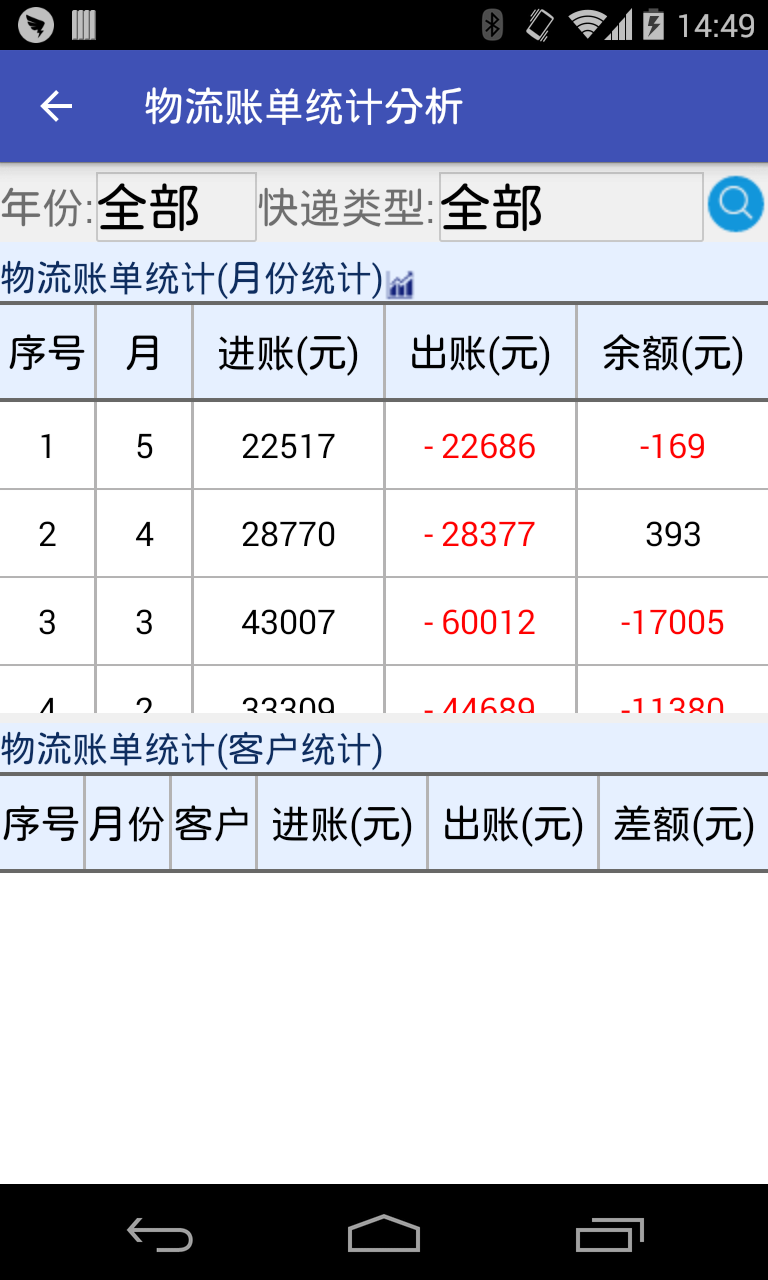 14:49
物流账单统计分析
年份:全部 快递类型:全部
物流账单统计(月份统计)
序号 月 进账(元) 出账(元) 余额(元)
1 5 22517 - 22686 -169
2 4 28770 - 28377 393
3 3 43007 - 60012 -17005
4 2 33309 - 44689 -11380
物流账单统计(客户统计)
序号 月份 客户 进账(元) 出账(元) 差额(元)